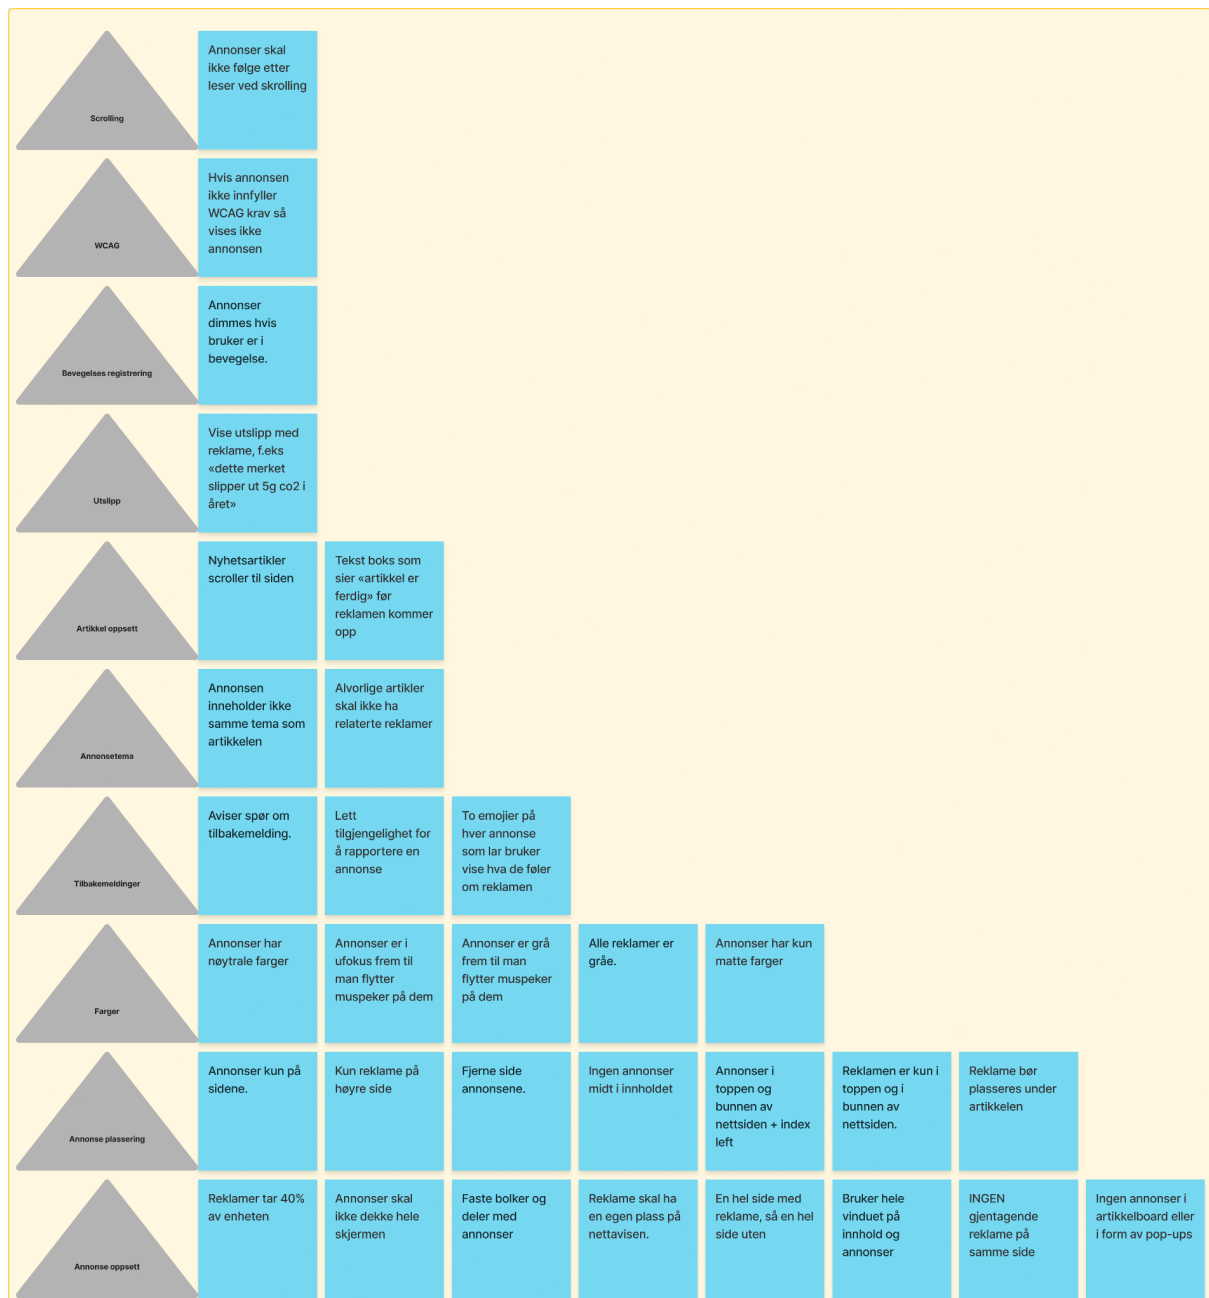 Scrolling
Annonser skal
ikke følge etter
leser ved skrolling
WCAG
Hvis annonsen
ikke innfyller
WCAG krav så
vises ikke
annonsen
Bevegelses registrering
Annonser
dimmes hvis
bruker er i
bevegelse.
Utslipp
Vise utslipp med
reklame, f.eks
«dette merket
slipper ut 5g co2 i
året»
Artikkel oppsett
Nyhetsartikler
scroller til siden
Tekst boks som
sier «artikkel er
ferdig» før
reklamen kommer
opp
Annonsetema
Annonsen
inneholder ikke
samme tema som
artikkelen
Alvorlige artikler
skal ikke ha
relaterte reklamer
Tilbakemeldinger
Aviser spør om
tilbakemelding.
Lett
tilgjengelighet for
å rapportere en
annonse
To emojier på
hver annonse
som lar bruker
vise hva de føler
om reklamen
Farger
Annonser har
nøytrale farger
Annonser er i
ufokus frem til
man flytter
muspeker på dem
Annonser er grå
frem til man
flytter muspeker
på dem
Alle reklamer er
gråe.
Annonser har kun
matte farger
Annonse plassering
Annonser kun på
sidene.
Kun reklame på
høyre side
Fjerne side
annonsene.
Ingen annonser
midt i innholdet
Annonser i
toppen og
bunnen av
nettsiden + index
left
Reklamen er kun i
toppen og i
bunnen av
nettsiden.
Reklame bør
plasseres under
artikkelen
Annonse oppsett
Reklamer tar 40%
av enheten
Annonser skal
ikke dekke hele
skjermen
Faste bolker og
deler med
annonser
Reklame skal ha
en egen plass på
nettavisen.
En hel side med
reklame, så en hel
side uten
Bruker hele
vinduet på
innhold og
annonser
INGEN
gjentagende
reklame på
samme side
Ingen annonser i
artikkelboard eller
i form av pop-ups